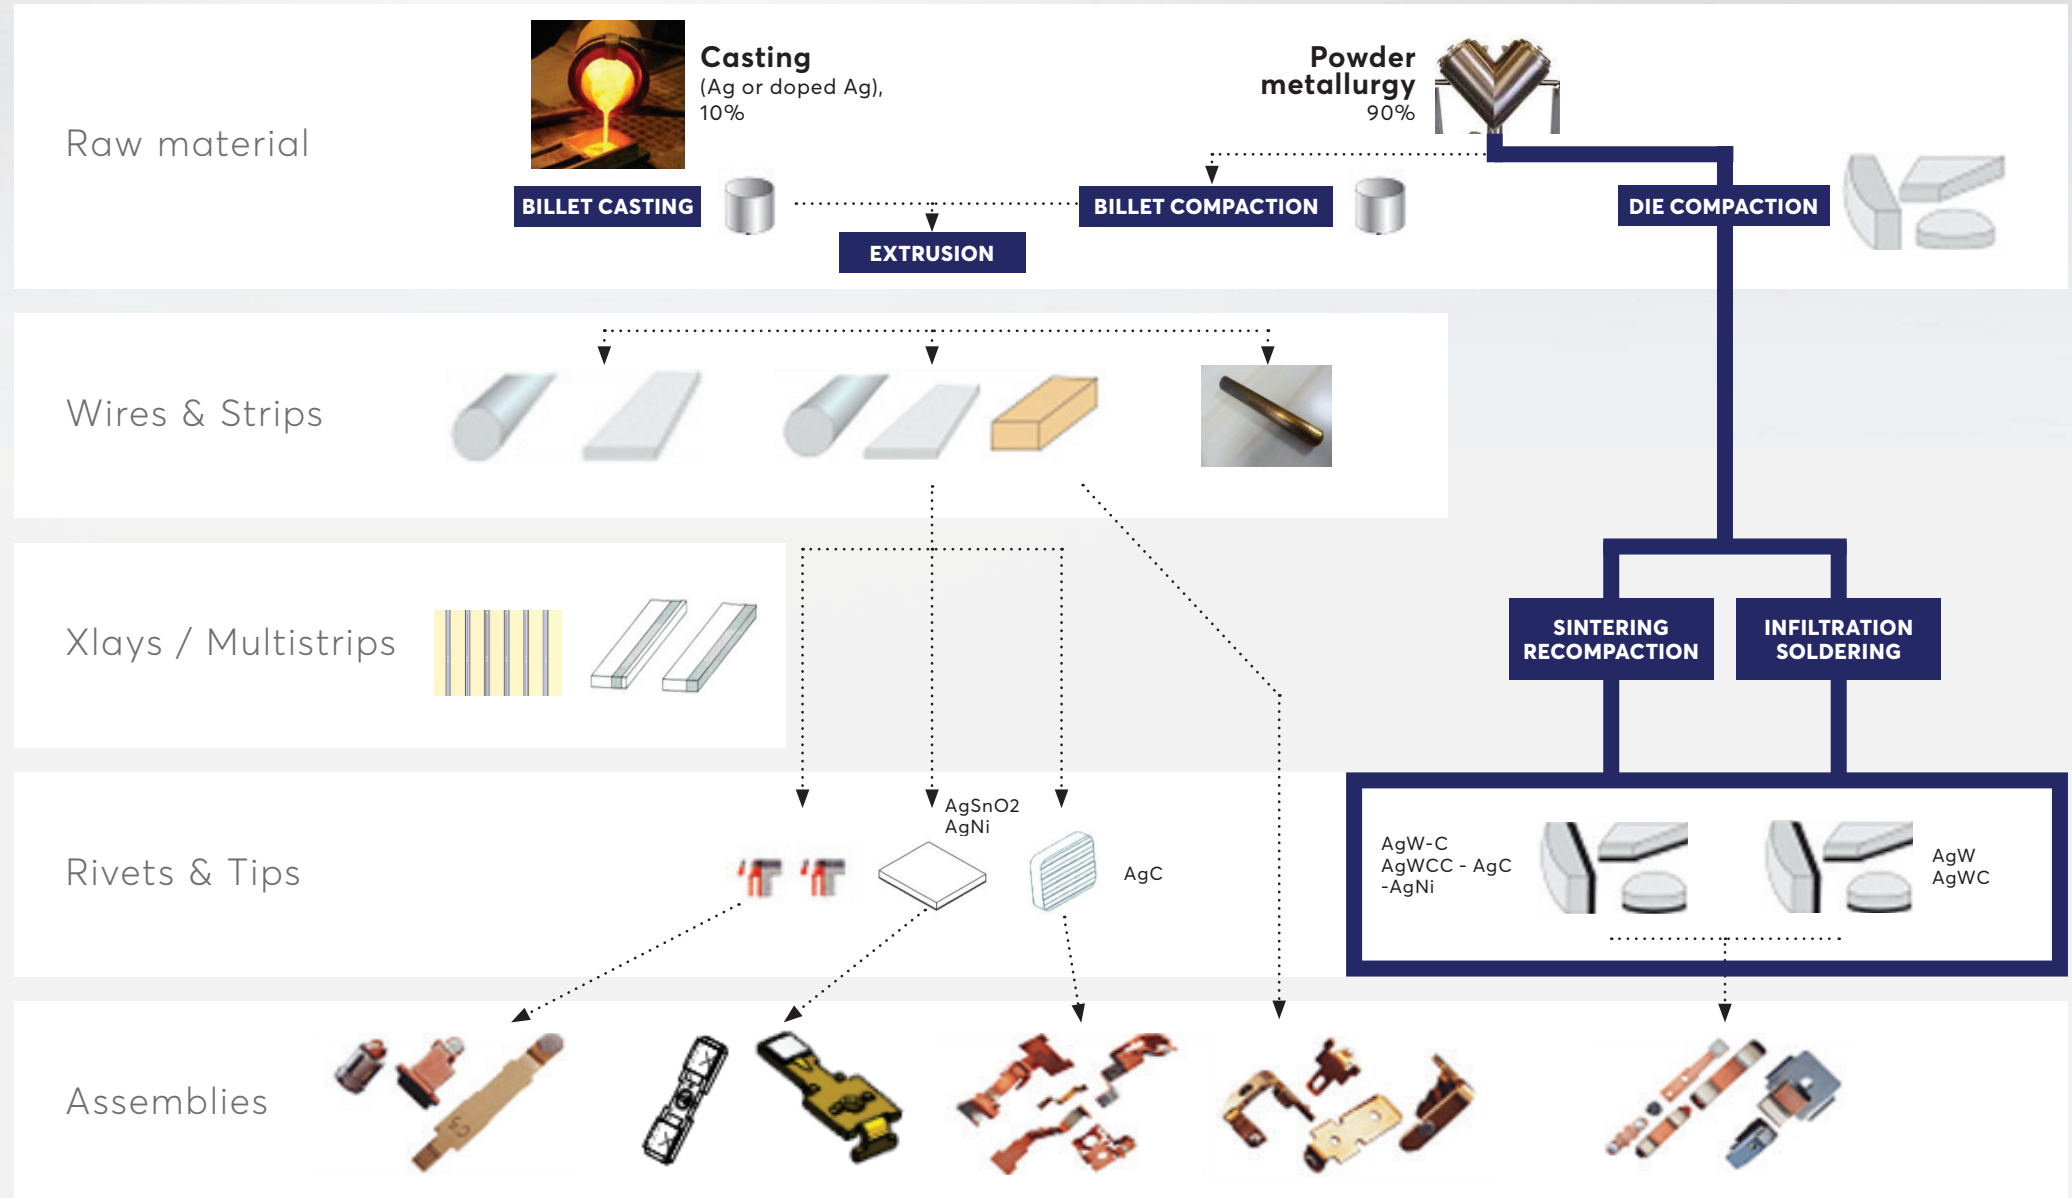 Raw material
Casting
(Ag or doped Ag),
10%
Powder
metallurgy
90%
BILLET CASTING
BILLET COMPACTION
DIE COMPACTION
EXTRUSION
Wires & Strips
Xlays / Multistrips
SINTERING
RECOMPACTION
INFILTRATION
SOLDERING
Rivets & Tips
AgSnO2
AgNi
AgC
AgW-C
AgWCC - AgC
-AgNi
AgW
AgWC
Assemblies